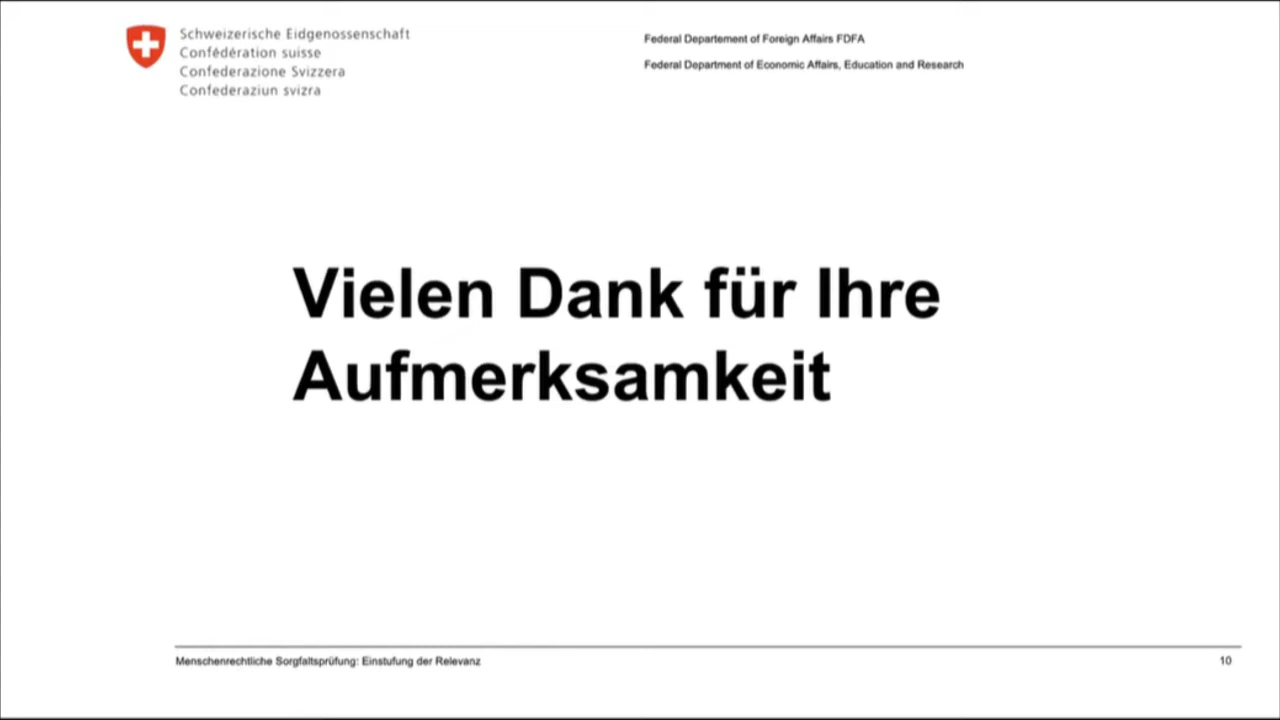 Schweizerische Eidgenossenschaft
Confédération suisse
Confederazione Svizzera
Confederaziun svizra
Federal Departement of Foreign Affairs FDFA
Federal Department of Economic Affairs, Education and Research
Vielen Dank für Ihre
Aufmerksamkeit
Menschenrechtliche Sorgfaltsprüfung: Einstufung der Relevanz
10